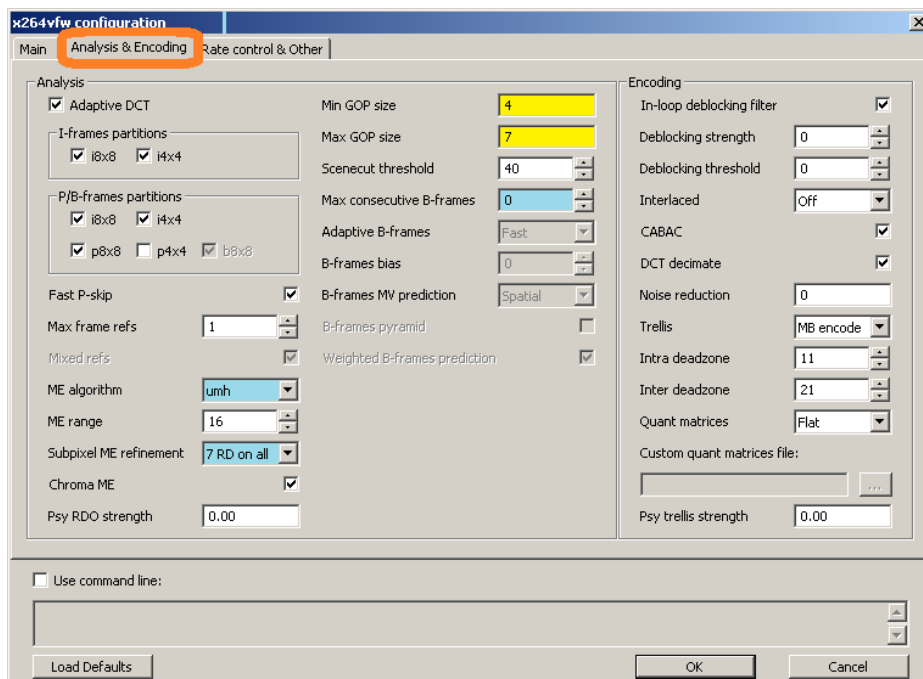 x264vfw configuration
Main
Analysis & Encoding
Rate control & Other
Analysis
Adaptive DCT
I-frames partitions
i8x8 i4x4
P/B-frames partitions
i8x8 i4x4
p8x8 p4x4 b8x8
Fast P-skip
Max frame refs 1
Mixed refs
ME algorithm umh
ME range 16
Subpixel ME refinement 7 RD on all
Chroma ME
Psy RDO strength 0.00
Min GOP size 4
Max GOP size 7
Scenecut threshold 40
Max consecutive B-frames 0
Adaptive B-frames Fast
B-frames bias 0
B-frames MV prediction Spatial
B-frames pyramid
Weighted B-frames prediction
Encoding
In-loop deblocking filter
Deblocking strength 0
Deblocking threshold 0
Interlaced Off
CABAC
DCT decimate
Noise reduction 0
Trellis MB encode
Intra deadzone 11
Inter deadzone 21
Quant matrices Flat
Custom quant matrices file:
...
Psy trellis strength 0.00
Use command line:
Load Defaults
OK
Cancel